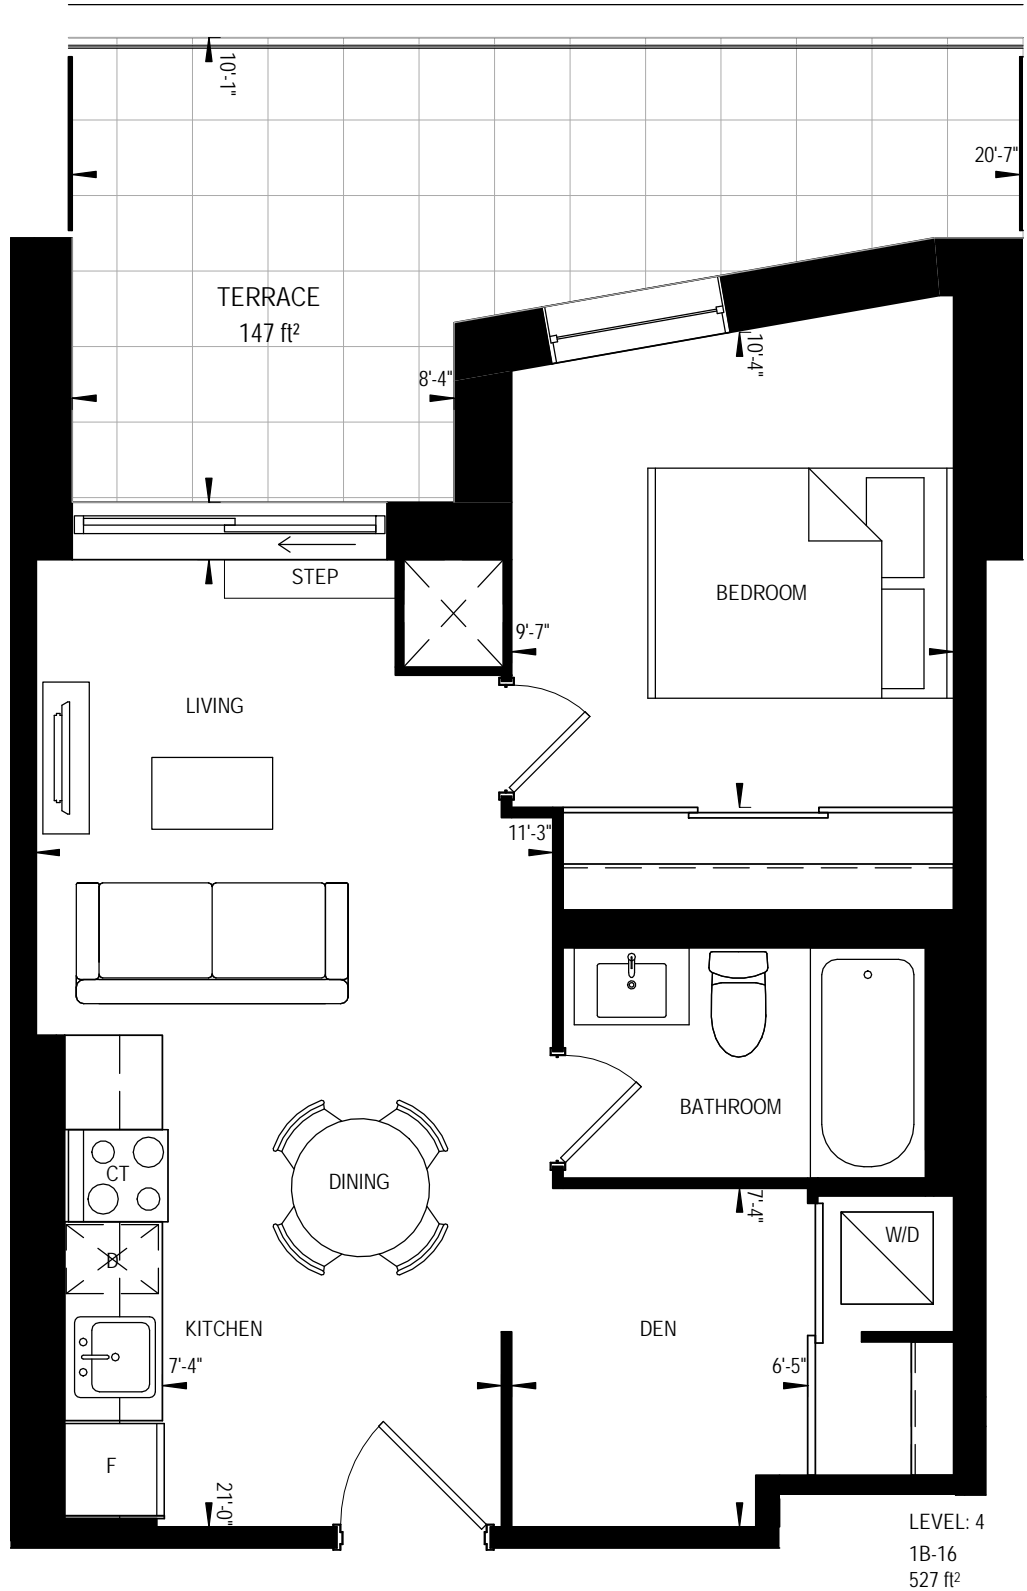 10'-1"
20'-7"
TERRACE
147 ft²
8'-4"
10'-4"
STEP
BEDROOM
9'-7"
LIVING
11'-3"
BATHROOM
CT
DINING
7'-4"
W/D
D
KITCHEN
DEN
7'-4"
6'-5"
F
21'-0"
LEVEL: 4
1B-16
527 ft²